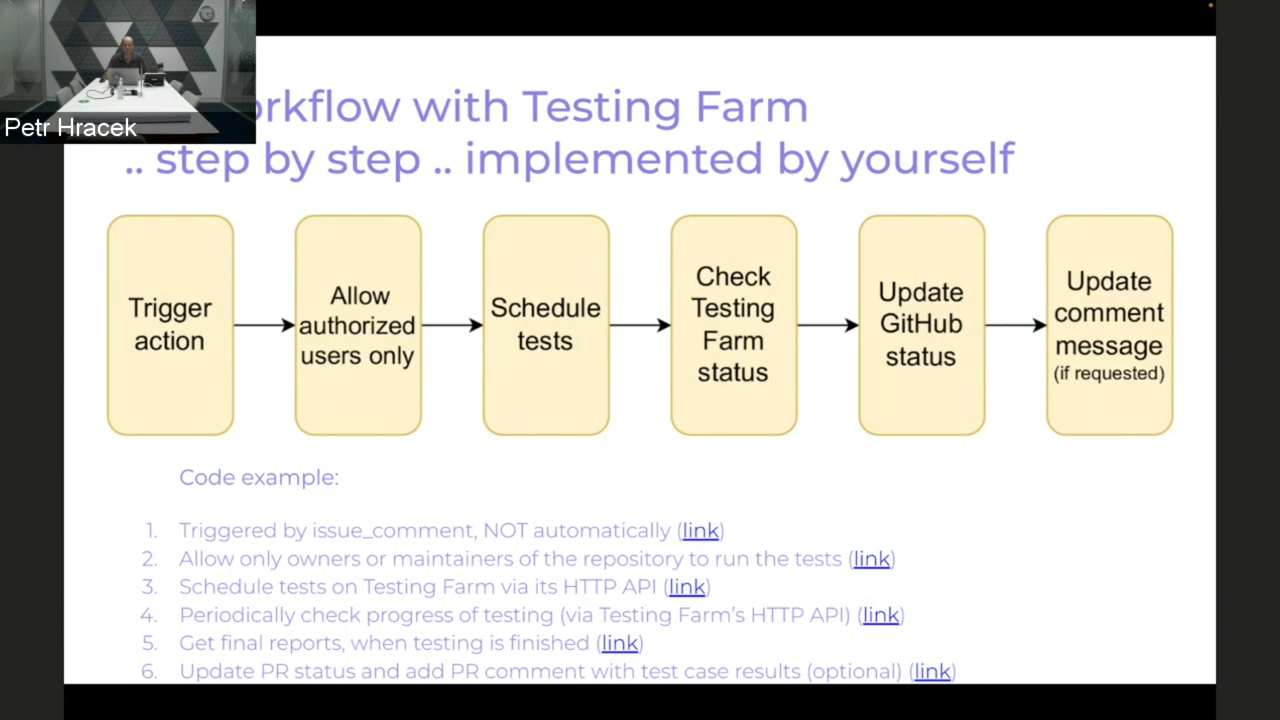 Petr Hracek
orkflow with Testing Farm
.. step by step .. implemented by yourself
Trigger
action
Allow
authorized
users only
Schedule
tests
Check
Testing
Farm
status
Update
GitHub
status
Update
comment
message
(if requested)
Code example:
1. Triggered by issue_comment, NOT automatically (link)
2. Allow only owners or maintainers of the repository to run the tests (link)
3. Schedule tests on Testing Farm via its HTTP API (link)
4. Periodically check progress of testing (via Testing Farm's HTTP API) (link)
5. Get final reports, when testing is finished (link)
6. Update PR status and add PR comment with test case results (optional) (link)